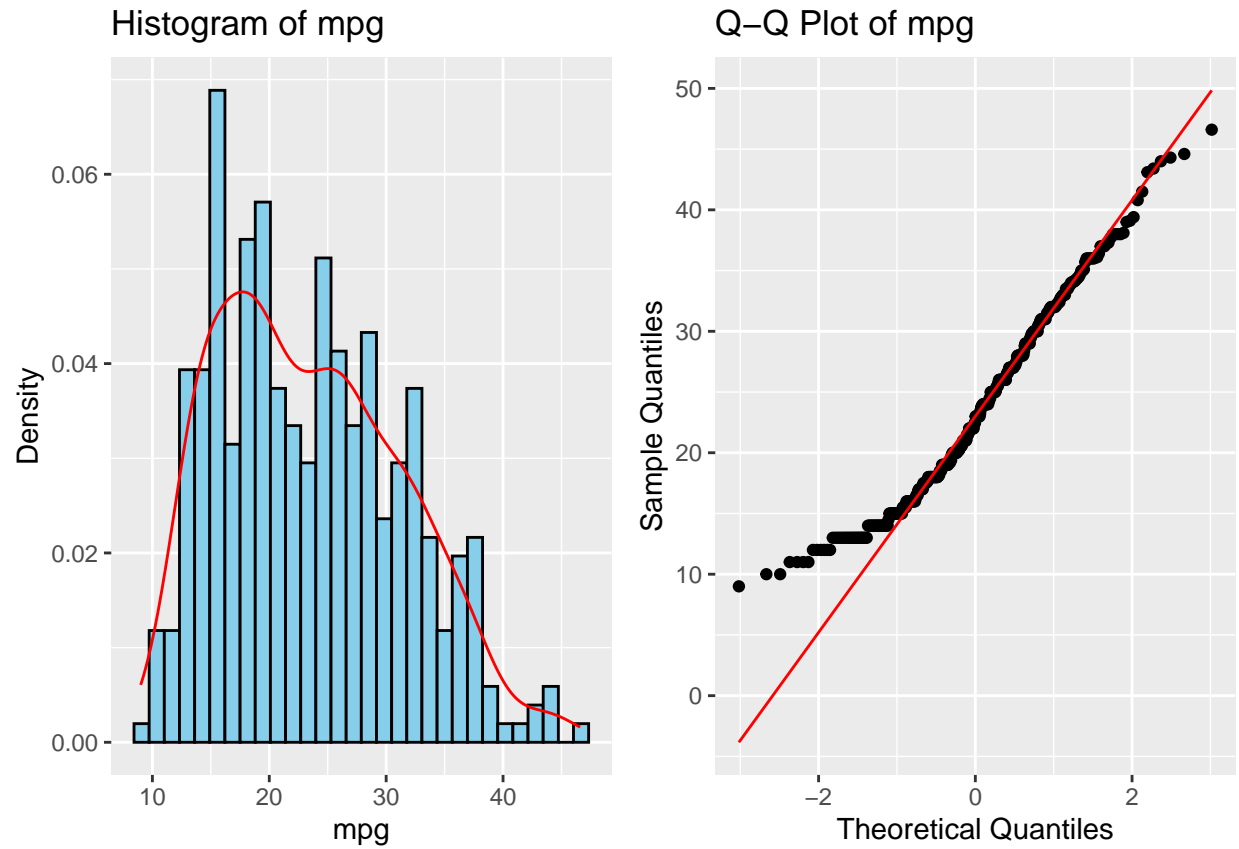 Histogram of mpg
Density
0.06
0.04
0.02
0.00
10 20 30 40
mpg
Q−Q Plot of mpg
Sample Quantiles
50
40
30
20
10
0
−2 0 2
Theoretical Quantiles